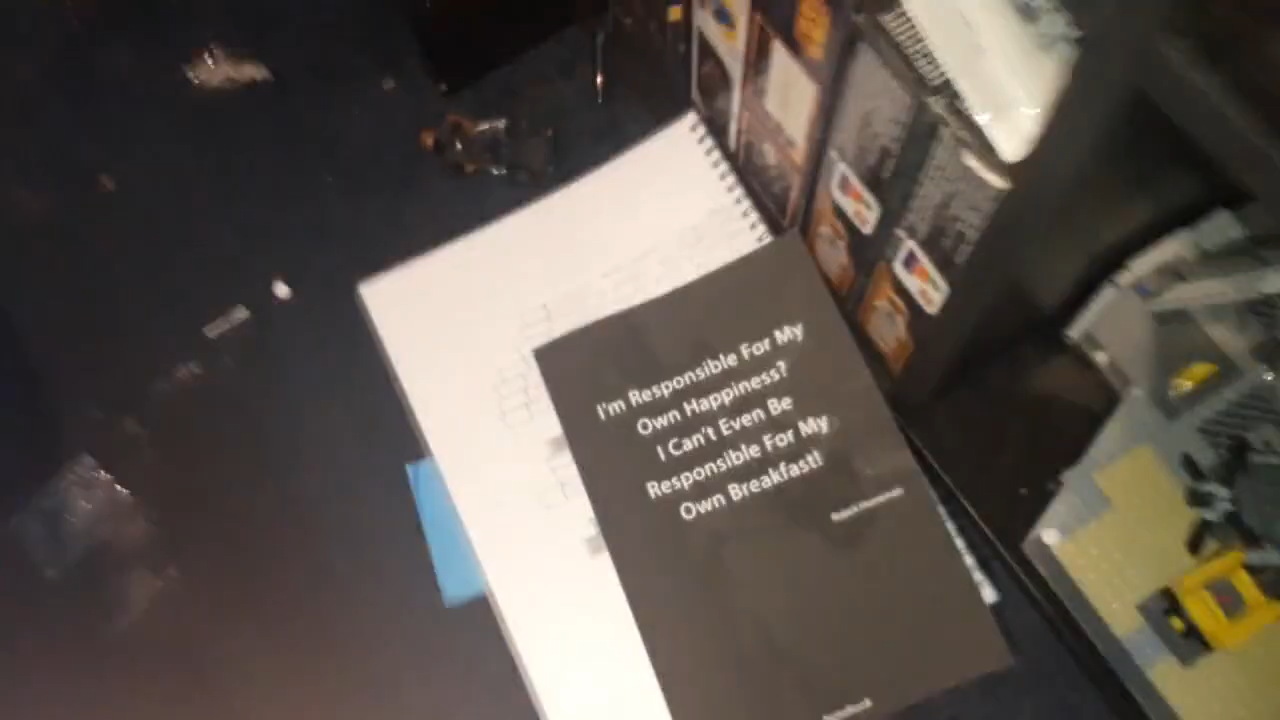 I'm Responsible For My
Own Happiness?
I Can't Even Be
Responsible For My
Own Breakfast!